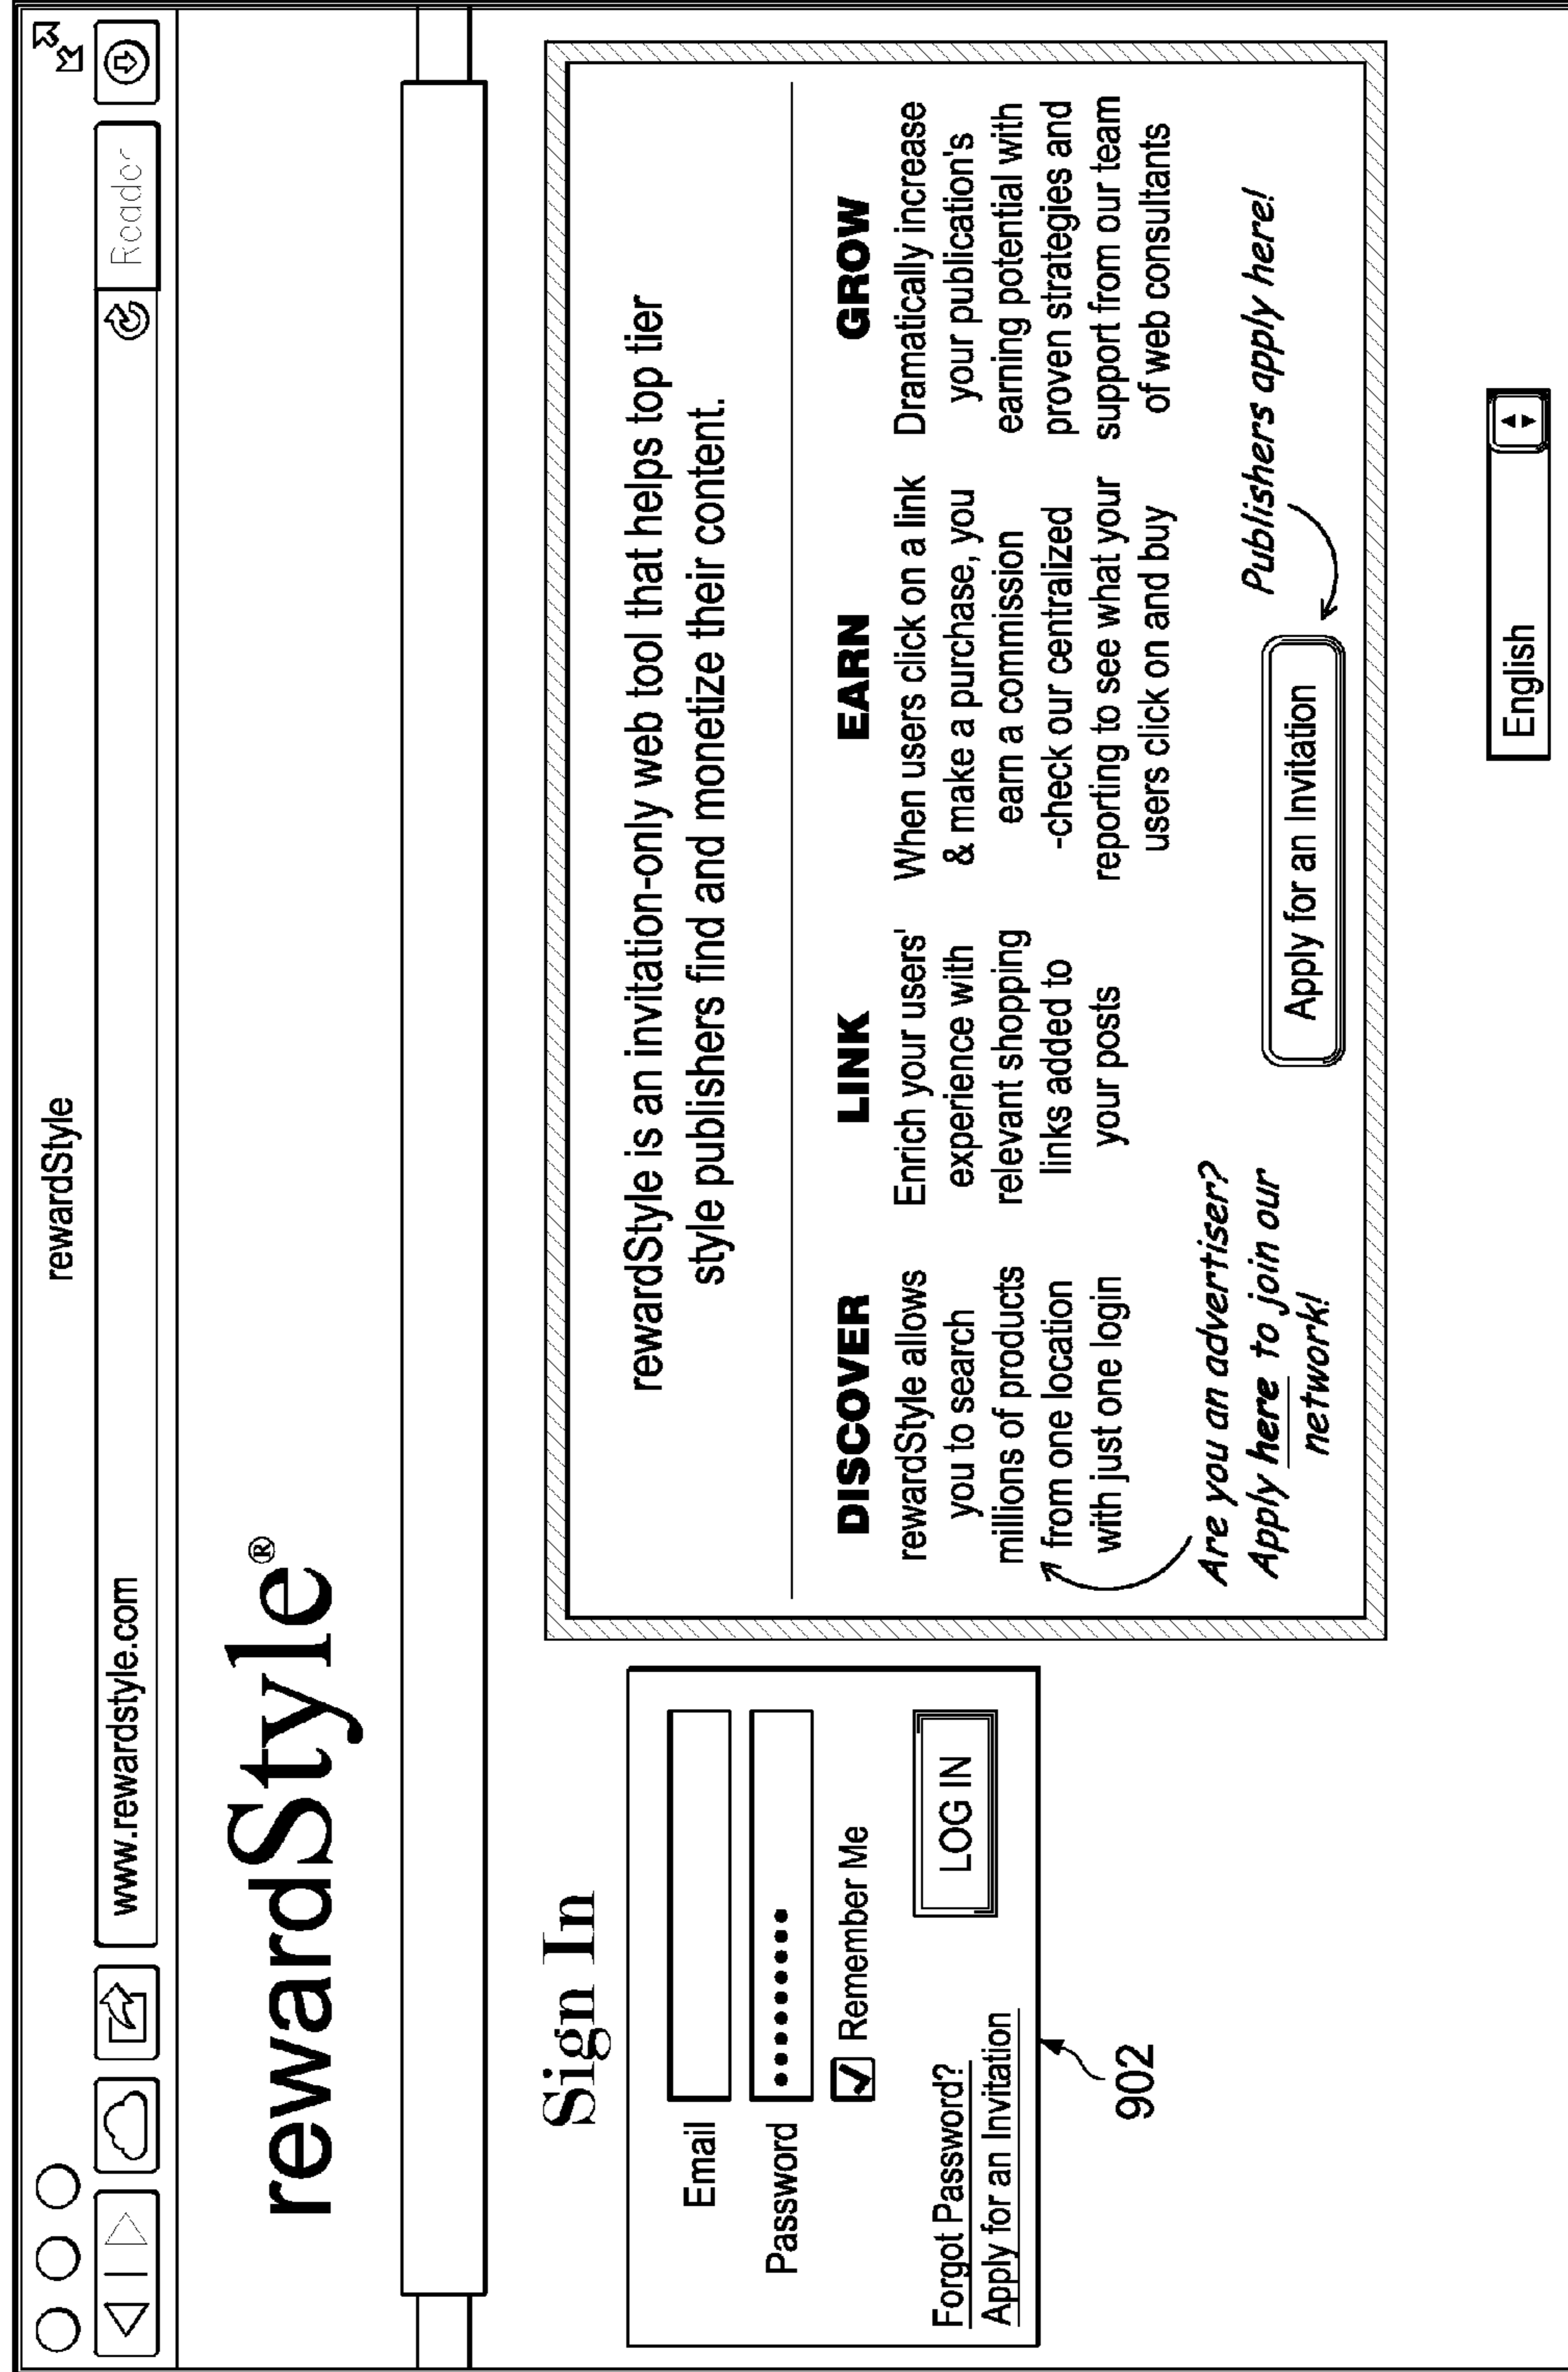 rewardStyle
www.rewardstyle.com
Reader
rewardStyle®
Sign In
Email
Password ●●●●●●●●●
Remember Me
Forgot Password?
LOG IN
Apply for an Invitation
902
rewardStyle is an invitation-only web tool that helps top tier
style publishers find and monetize their content.
DISCOVER
rewardStyle allows
you to search
millions of products
from one location
with just one login
LINK
Enrich your users'
experience with
relevant shopping
links added to
your posts
EARN
When users click on a link
& make a purchase, you
earn a commission
-check our centralized
reporting to see what your
users click on and buy
GROW
Dramatically increase
your publication's
earning potential with
proven strategies and
support from our team
of web consultants
Are you an advertiser?
Apply here to join our
network!
Publishers apply here!
Apply for an Invitation
English